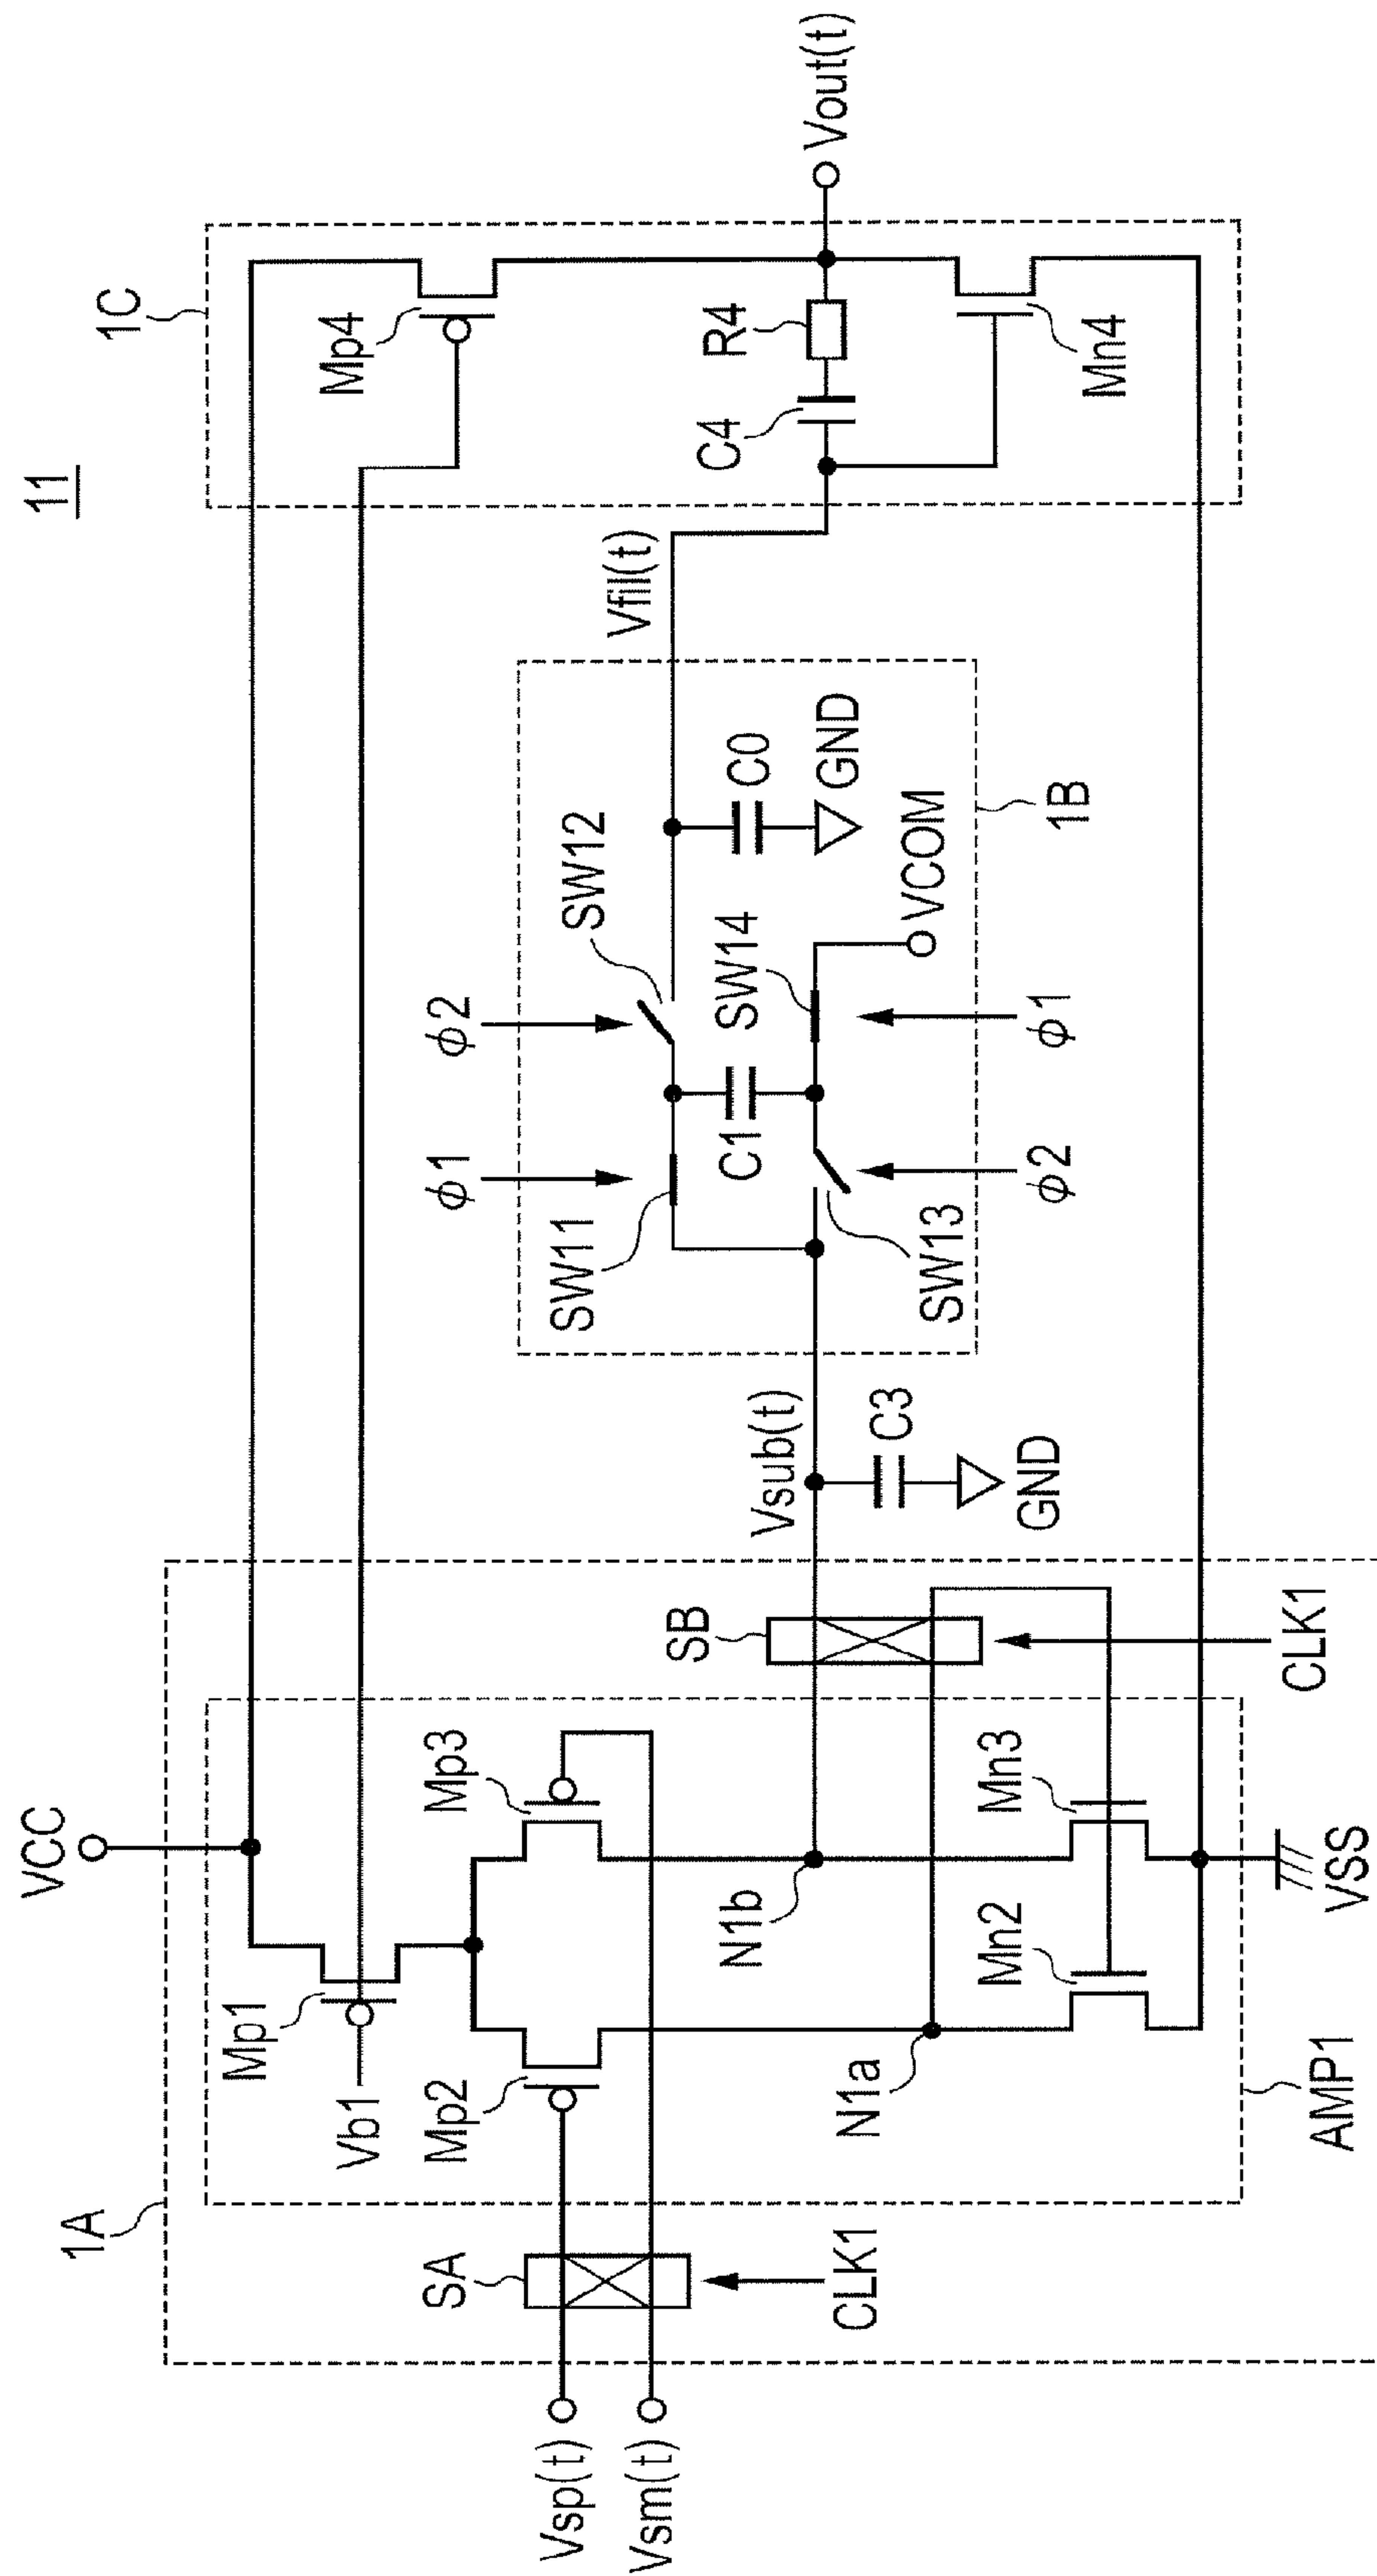 11
1A
1C
VCC
Mp1
Vb1
Mp2
Mp3
Mp4
SA
SB
Vsp(t)
Vsm(t)
CLK1
N1a
N1b
Mn2
Mn3
AMP1
VSS
CLK1
Vsub(t)
C3
GND
φ1
φ2
SW11
SW12
C1
SW14
SW13
φ2
φ1
C0
GND
VCOM
1B
Vfil(t)
C4
R4
Mn4
Vout(t)